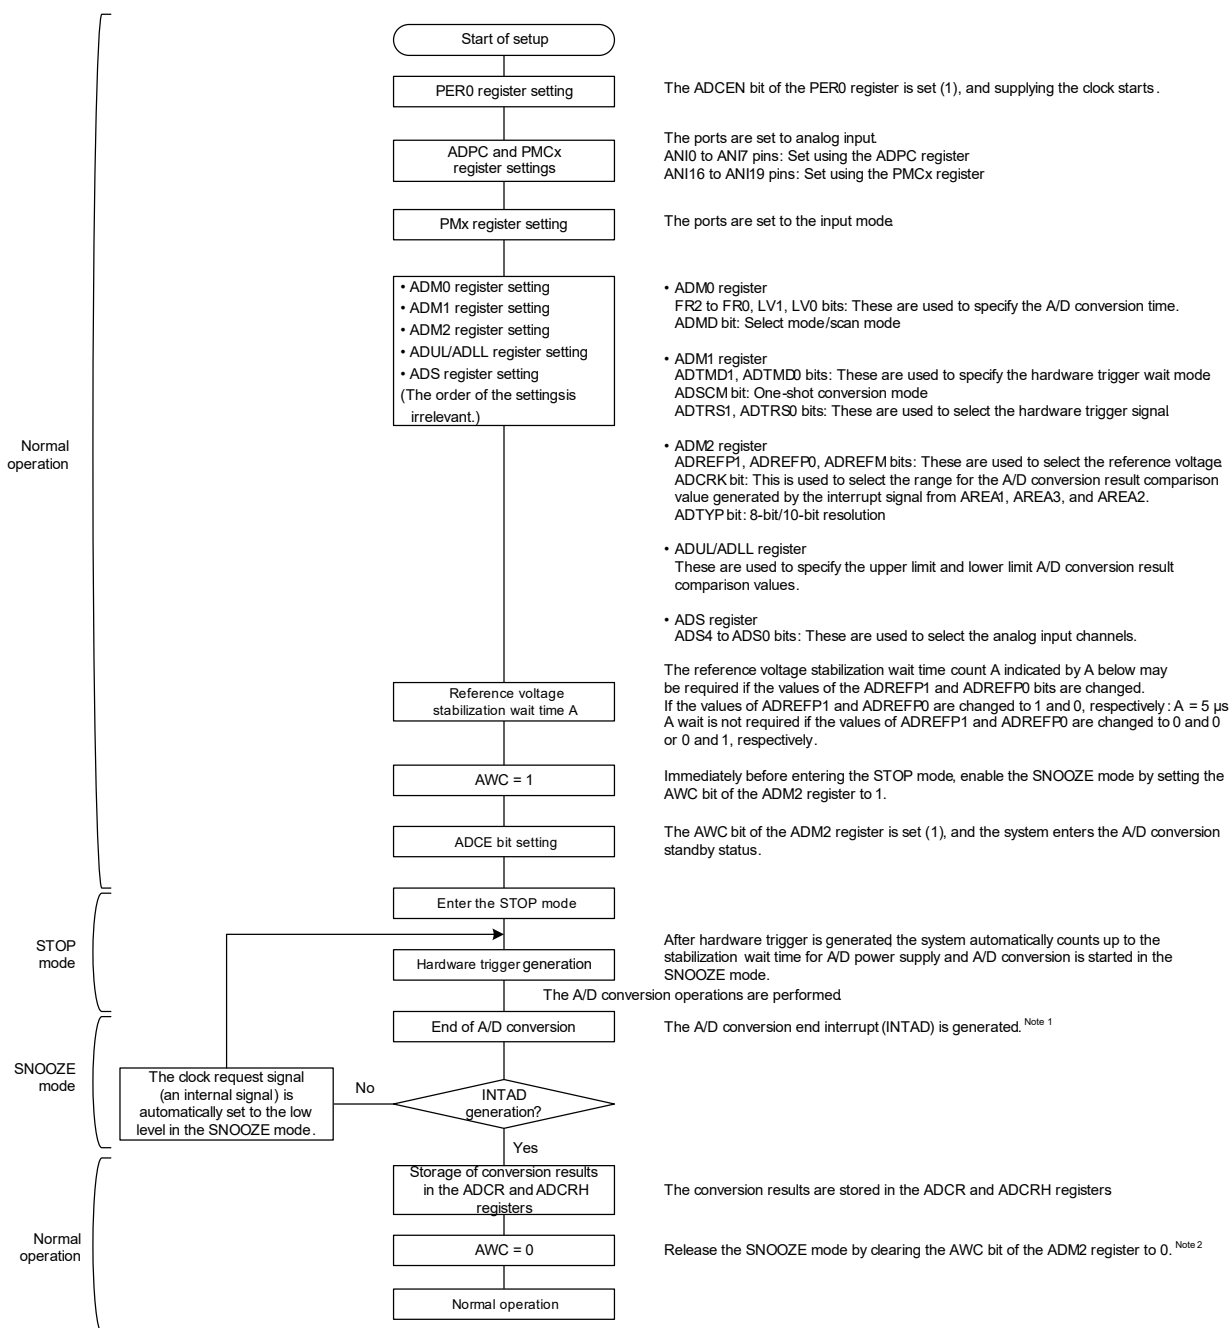 Start of setup
PER0 register setting
The ADCEN bit of the PER0 register is set (1), and supplying the clock starts.
ADPC and PMCx
register settings
The ports are set to analog input.
ANI0 to ANI7 pins: Set using the ADPC register
ANI16 to ANI19 pins: Set using the PMCx register
PMx register setting
The ports are set to the input mode.
• ADM0 register setting
• ADM1 register setting
• ADM2 register setting
• ADUL/ADLL register setting
• ADS register setting
(The order of the settings is
irrelevant.)
• ADM0 register
FR2 to FR0, LV1, LV0 bits: These are used to specify the A/D conversion time.
ADMD bit: Select mode/scan mode
• ADM1 register
ADTMD1, ADTMD0 bits: These are used to specify the hardware trigger wait mode
ADSCM bit: One-shot conversion mode
ADTRS1, ADTRS0 bits: These are used to select the hardware trigger signal.
• ADM2 register
ADREFP1, ADREFP0, ADREFM bits: These are used to select the reference voltage.
ADCRK bit: This is used to select the range for the A/D conversion result comparison
value generated by the interrupt signal from AREA1, AREA3, and AREA2.
ADTYP bit: 8-bit/10-bit resolution
• ADUL/ADLL register
These are used to specify the upper limit and lower limit A/D conversion result
comparison values.
• ADS register
ADS4 to ADS0 bits: These are used to select the analog input channels.
Normal
operation
Reference voltage
stabilization wait time A
The reference voltage stabilization wait time count A indicated by A below may
be required if the values of the ADREFP1 and ADREFP0 bits are changed.
If the values of ADREFP1 and ADREFP0 are changed to 1 and 0, respectively: A = 5 µs
A wait is not required if the values of ADREFP1 and ADREFP0 are changed to 0 and 0
or 0 and 1, respectively.
AWC = 1
Immediately before entering the STOP mode, enable the SNOOZE mode by setting the
AWC bit of the ADM2 register to 1.
ADCE bit setting
The AWC bit of the ADM2 register is set (1), and the system enters the A/D conversion
standby status.
Enter the STOP mode
STOP
mode
Hardware trigger generation
After hardware trigger is generated, the system automatically counts up to the
stabilization wait time for A/D power supply and A/D conversion is started in the
SNOOZE mode.
The A/D conversion operations are performed.
End of A/D conversion
The A/D conversion end interrupt (INTAD) is generated. Note 1
SNOOZE
mode
The clock request signal
(an internal signal) is
automatically set to the low
level in the SNOOZE mode.
No
INTAD
generation?
Yes
Storage of conversion results
in the ADCR and ADCRH
registers
The conversion results are stored in the ADCR and ADCRH registers
Normal
operation
AWC = 0
Release the SNOOZE mode by clearing the AWC bit of the ADM2 register to 0. Note 2
Normal operation